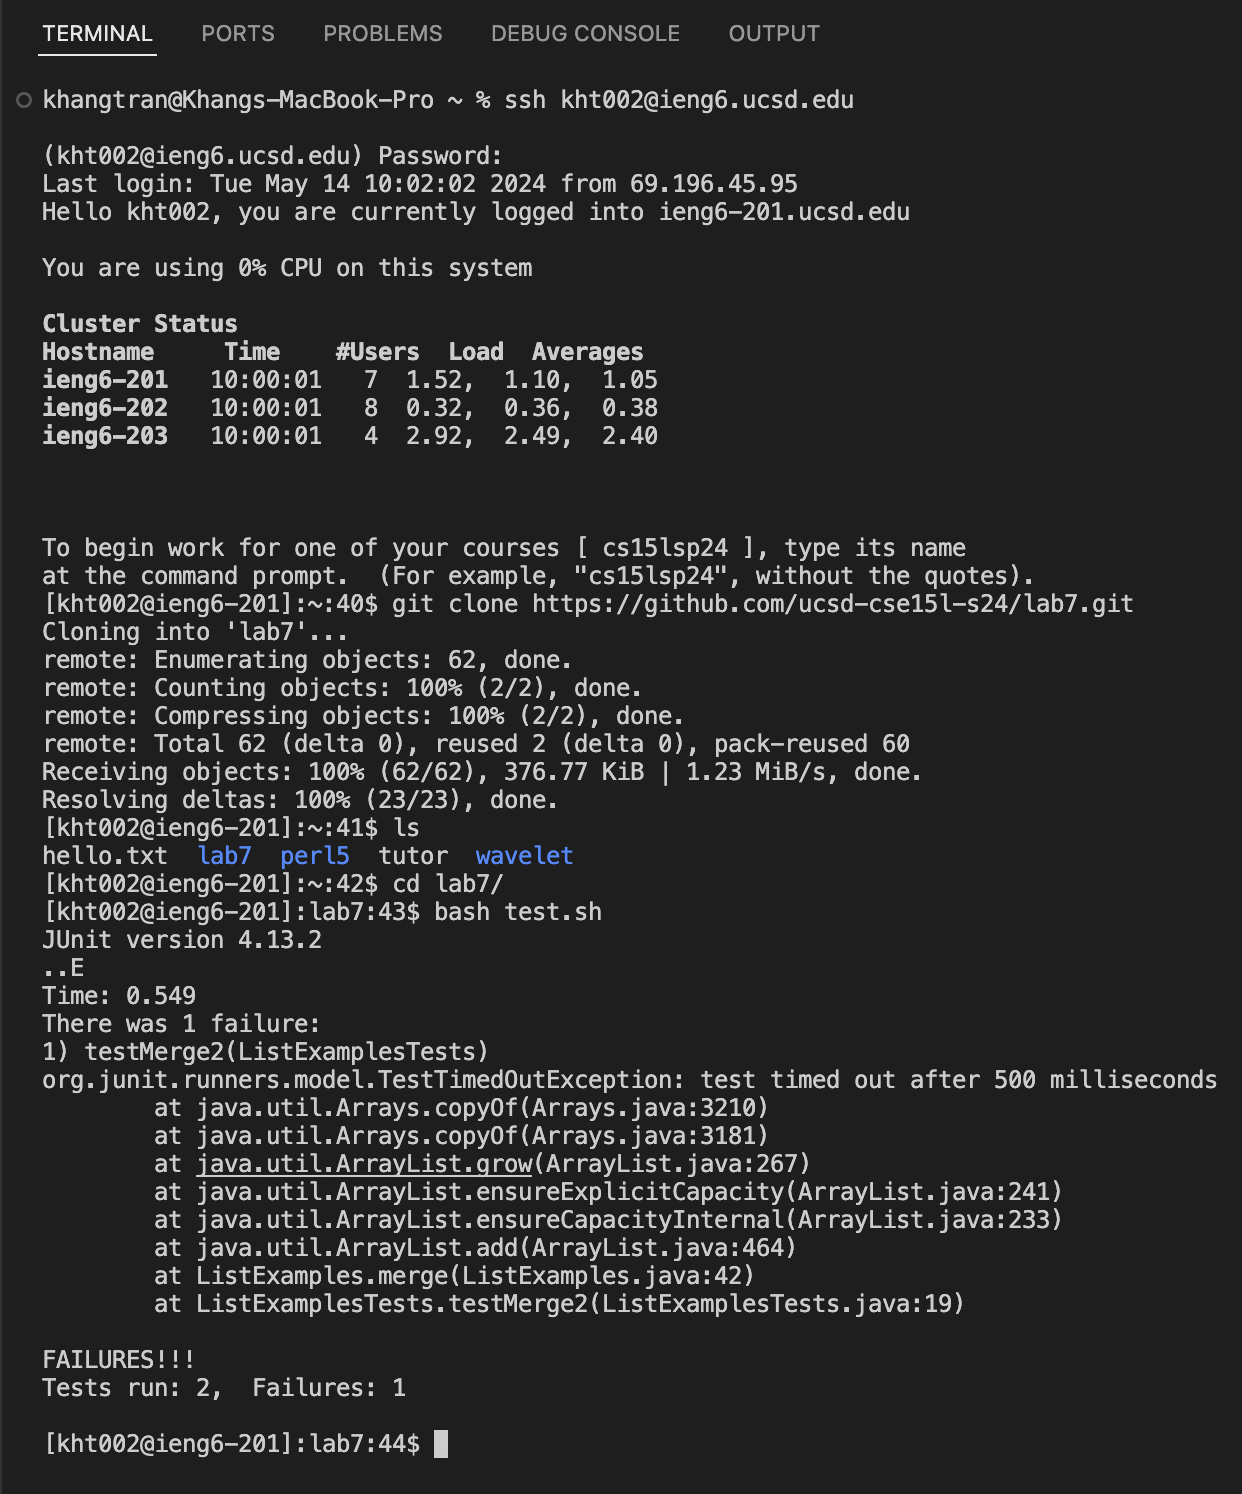 TERMINAL PORTS PROBLEMS DEBUG CONSOLE OUTPUT
khangtran@Khangs-MacBook-Pro ~ % ssh kht002@ieng6.ucsd.edu
(kht002@ieng6.ucsd.edu) Password:
Last login: Tue May 14 10:02:02 2024 from 69.196.45.95
Hello kht002, you are currently logged into ieng6-201.ucsd.edu
You are using 0% CPU on this system
Cluster Status
Hostname     Time    #Users  Load  Averages
ieng6-201   10:00:01   7  1.52,  1.10,  1.05
ieng6-202   10:00:01   8  0.32,  0.36,  0.38
ieng6-203   10:00:01   4  2.92,  2.49,  2.40
To begin work for one of your courses [ cs15lsp24 ], type its name
at the command prompt.  (For example, "cs15lsp24", without the quotes).
[kht002@ieng6-201]:~:40$ git clone https://github.com/ucsd-cse15l-s24/lab7.git
Cloning into 'lab7'...
remote: Enumerating objects: 62, done.
remote: Counting objects: 100% (2/2), done.
remote: Compressing objects: 100% (2/2), done.
remote: Total 62 (delta 0), reused 2 (delta 0), pack-reused 60
Receiving objects: 100% (62/62), 376.77 KiB | 1.23 MiB/s, done.
Resolving deltas: 100% (23/23), done.
[kht002@ieng6-201]:~:41$ ls
hello.txt  lab7  perl5  tutor  wavelet
[kht002@ieng6-201]:~:42$ cd lab7/
[kht002@ieng6-201]:lab7:43$ bash test.sh
JUnit version 4.13.2
..E
Time: 0.549
There was 1 failure:
1) testMerge2(ListExamplesTests)
org.junit.runners.model.TestTimedOutException: test timed out after 500 milliseconds
        at java.util.Arrays.copyOf(Arrays.java:3210)
        at java.util.Arrays.copyOf(Arrays.java:3181)
        at java.util.ArrayList.grow(ArrayList.java:267)
        at java.util.ArrayList.ensureExplicitCapacity(ArrayList.java:241)
        at java.util.ArrayList.ensureCapacityInternal(ArrayList.java:233)
        at java.util.ArrayList.add(ArrayList.java:464)
        at ListExamples.merge(ListExamples.java:42)
        at ListExamplesTests.testMerge2(ListExamplesTests.java:19)
FAILURES!!!
Tests run: 2,  Failures: 1
[kht002@ieng6-201]:lab7:44$